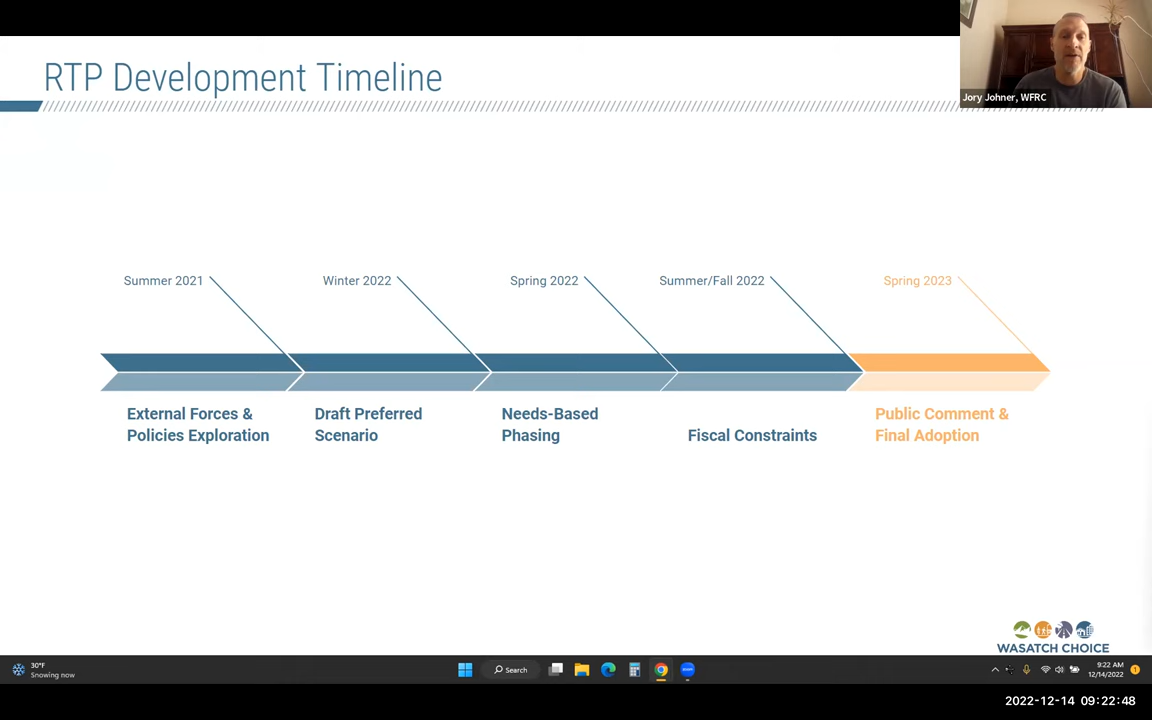 RTP Development Timeline
Jory Johner, WFRC
Summer 2021
Winter 2022
Spring 2022
Summer/Fall 2022
Spring 2023
External Forces &
Policies Exploration
Draft Preferred
Scenario
Needs-Based
Phasing
Fiscal Constraints
Public Comment &
Final Adoption
WASATCH CHOICE
30°F
Snowing now
Search
9:22 AM
12/14/2022
1
2022-12-14 09:22:48